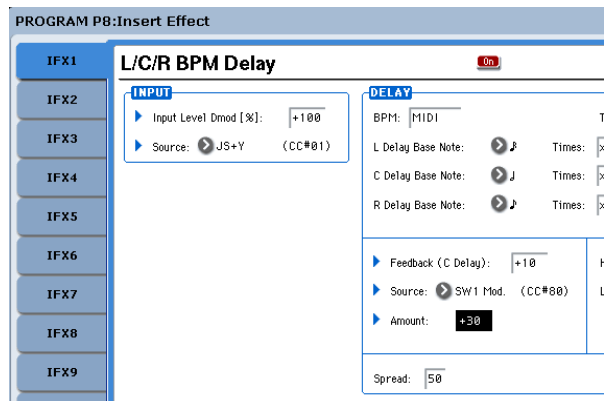 PROGRAM P8:Insert Effect
IFX1
L/C/R BPM Delay
On
IFX2
IFX3
IFX4
IFX5
IFX6
IFX7
IFX8
IFX9
INPUT
Input Level Dmod [%]: +100
Source: JS+Y (CC#01)
DELAY
BPM: MIDI T
L Delay Base Note: ♪ Times: x
C Delay Base Note: ♩ Times: x
R Delay Base Note: ♪ Times: x
Feedback (C Delay): +10 H
Source: SW1 Mod. (CC#80) L
Amount: +30
Spread: 50